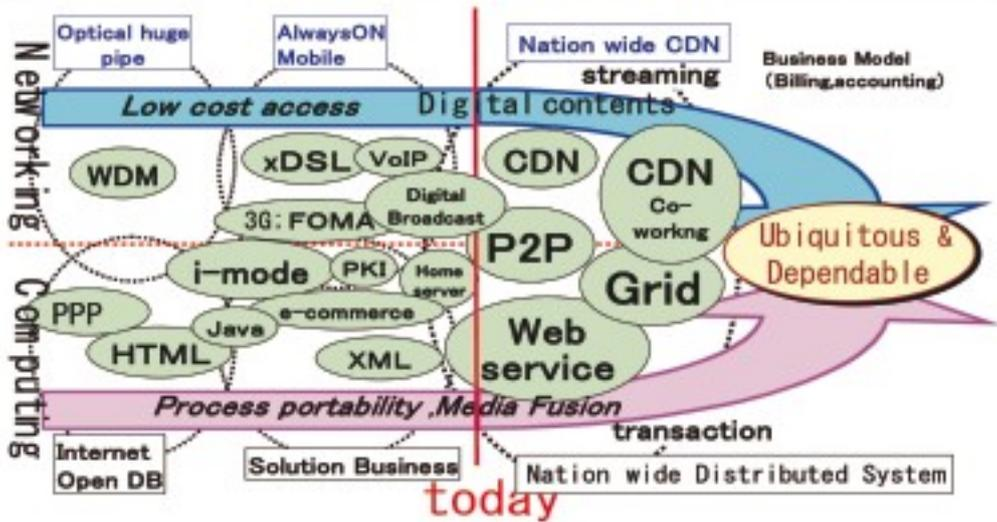 Networking
Computing
Optical huge
pipe
AlwaysON
Mobile
Nation wide CDN
streaming
Business Model
(Billing,accounting)
Low cost access
Digital contents
WDM
xDSL
VoIP
CDN
CDN
Co-
workng
Digital
Broadcast
3G: FOMA
P2P
Ubiquitous &
Dependable
i-mode
PKI
Home
server
Grid
PPP
Java
e-commerce
HTML
XML
Web
service
Process portability ,Media Fusion
transaction
Internet
Open DB
Solution Business
Nation wide Distributed System
today